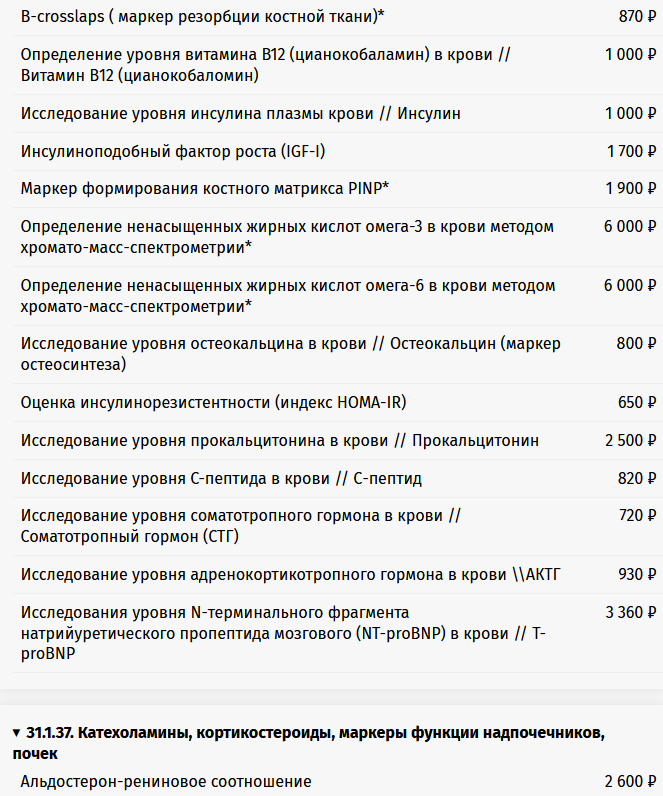 B-crosslaps ( маркер резорбции костной ткани)* 870 ₽
Определение уровня витамина B12 (цианокобаламин) в крови // 1 000 ₽
Витамин B12 (цианокобаломин)
Исследование уровня инсулина плазмы крови // Инсулин 1 000 ₽
Инсулиноподобный фактор роста (IGF-I) 1 700 ₽
Маркер формирования костного матрикса PINP* 1 900 ₽
Определение ненасыщенных жирных кислот омега-3 в крови методом 6 000 ₽
хромато-масс-спектрометрии*
Определение ненасыщенных жирных кислот омега-6 в крови методом 6 000 ₽
хромато-масс-спектрометрии*
Исследование уровня остеокальцина в крови // Остеокальцин (маркер 800 ₽
остеосинтеза)
Оценка инсулинорезистентности (индекс HOMA-IR) 650 ₽
Исследование уровня прокальцитонина в крови // Прокальцитонин 2 500 ₽
Исследование уровня С-пептида в крови // С-пептид 820 ₽
Исследование уровня соматотропного гормона в крови // 720 ₽
Соматотропный гормон (СТГ)
Исследование уровня адренокортикотропного гормона в крови \\АКТГ 930 ₽
Исследования уровня N-терминального фрагмента 3 360 ₽
натрийуретического пропептида мозгового (NT-proBNP) в крови // T-
proBNP
▾ 31.1.37. Катехоламины, кортикостероиды, маркеры функции надпочечников,
почек
Альдостерон-рениновое соотношение 2 600 ₽